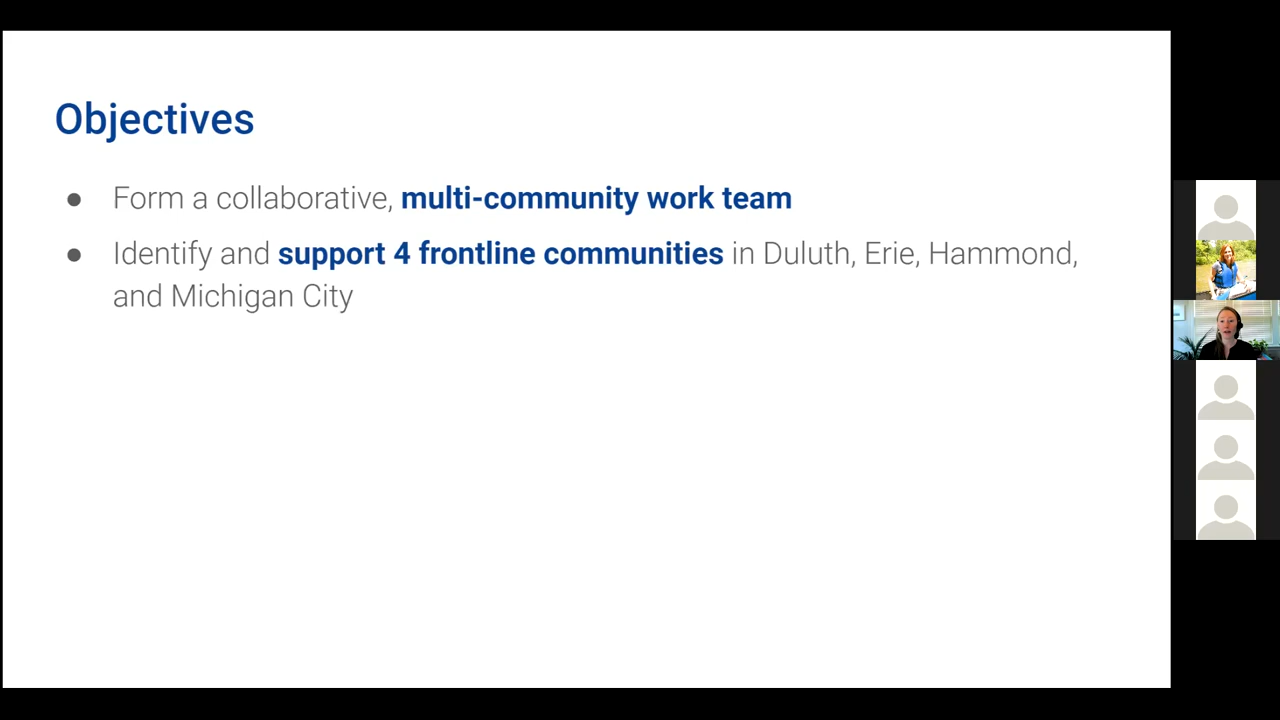 Objectives
● Form a collaborative, multi-community work team
● Identify and support 4 frontline communities in Duluth, Erie, Hammond,
and Michigan City